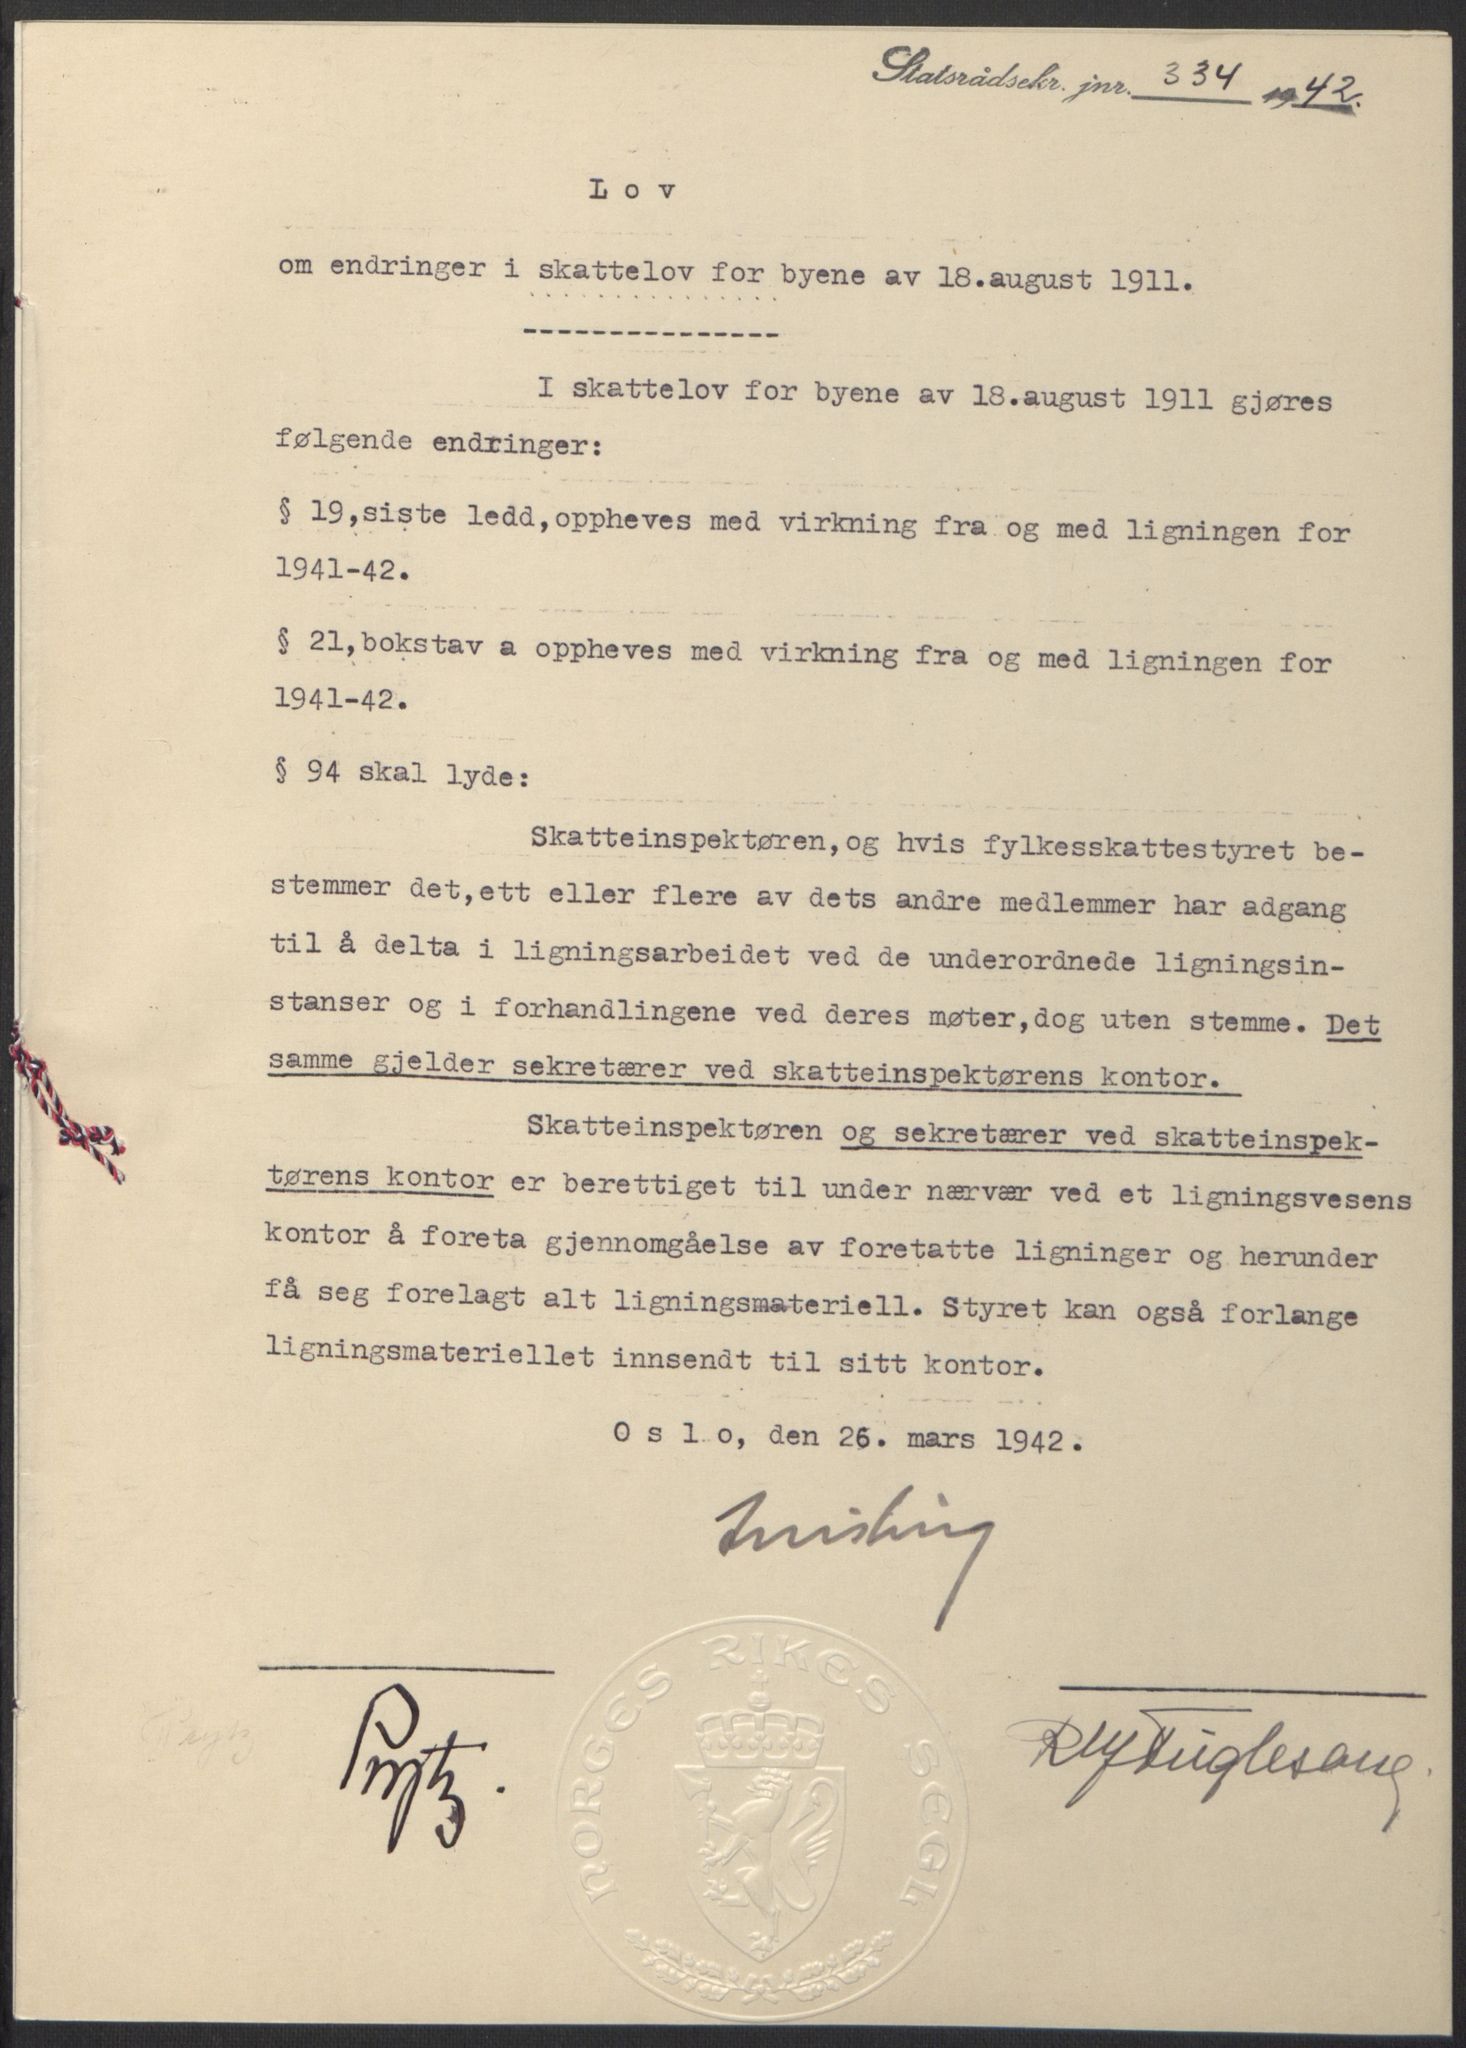 Statsrådsekr. jnr. 334 1942.
Lov
om endringer i skattelov for byene av 18.august 1911.
---------------
I skattelov for byene av 18.august 1911 gjøres
følgende endringer:
§ 19,siste ledd,oppheves med virkning fra og med ligningen for
1941-42.
§ 21,bokstav a oppheves med virkning fra og med ligningen for
1941-42.
§ 94 skal lyde:
Skatteinspektøren,og hvis fylkesskattestyret be-
stemmer det,ett eller flere av dets andre medlemmer har adgang
til å delta i ligningsarbeidet ved de underordnede ligningsin-
stanser og i forhandlingene ved deres møter,dog uten stemme. Det
samme gjelder sekretærer ved skatteinspektørens kontor.
Skatteinspektøren og sekretærer ved skatteinspek-
tørens kontor er berettiget til under nærvær ved et ligningsvesens
kontor å foreta gjennomgåelse av foretatte ligninger og herunder
få seg forelagt alt ligningsmateriell. Styret kan også forlange
ligningsmateriellet innsendt til sitt kontor.
Oslo, den 26. mars 1942.
Quisling
Prytz
Prytz.
R Fuglesang.
NORGES RIKES SEGL